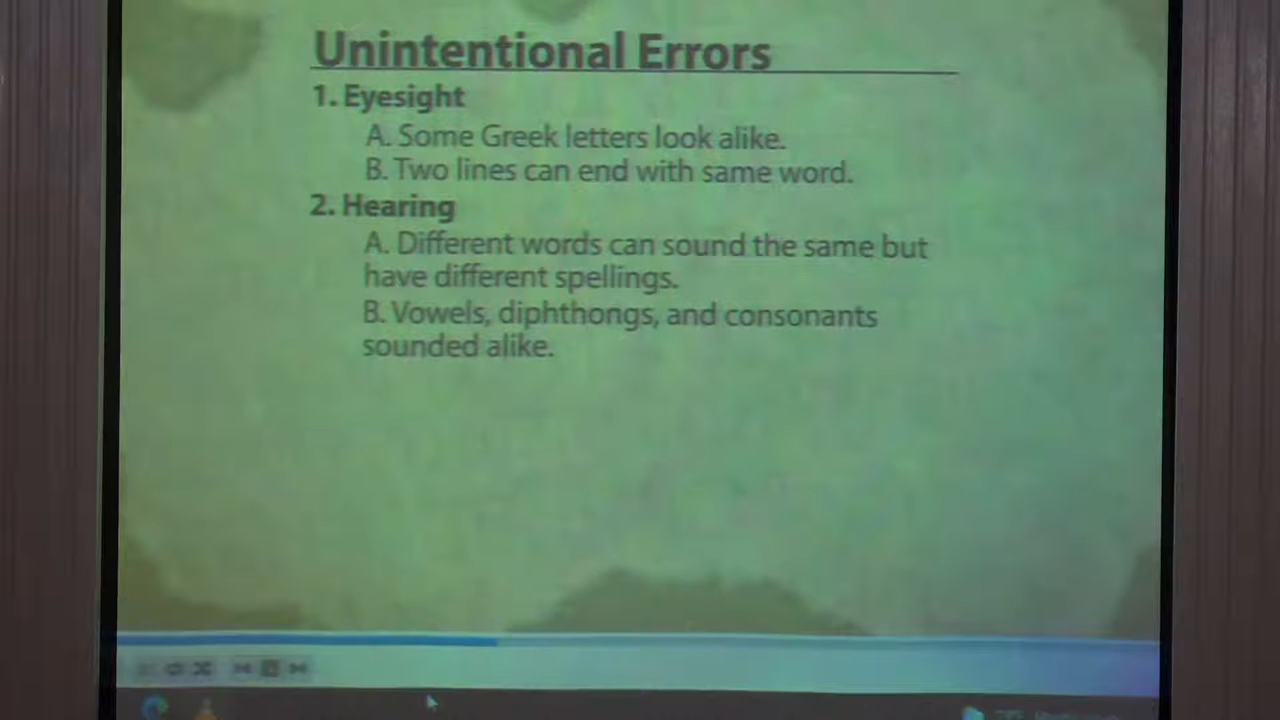 Unintentional Errors
1. Eyesight
A. Some Greek letters look alike.
B. Two lines can end with same word.
2. Hearing
A. Different words can sound the same but
have different spellings.
B. Vowels, diphthongs, and consonants
sounded alike.